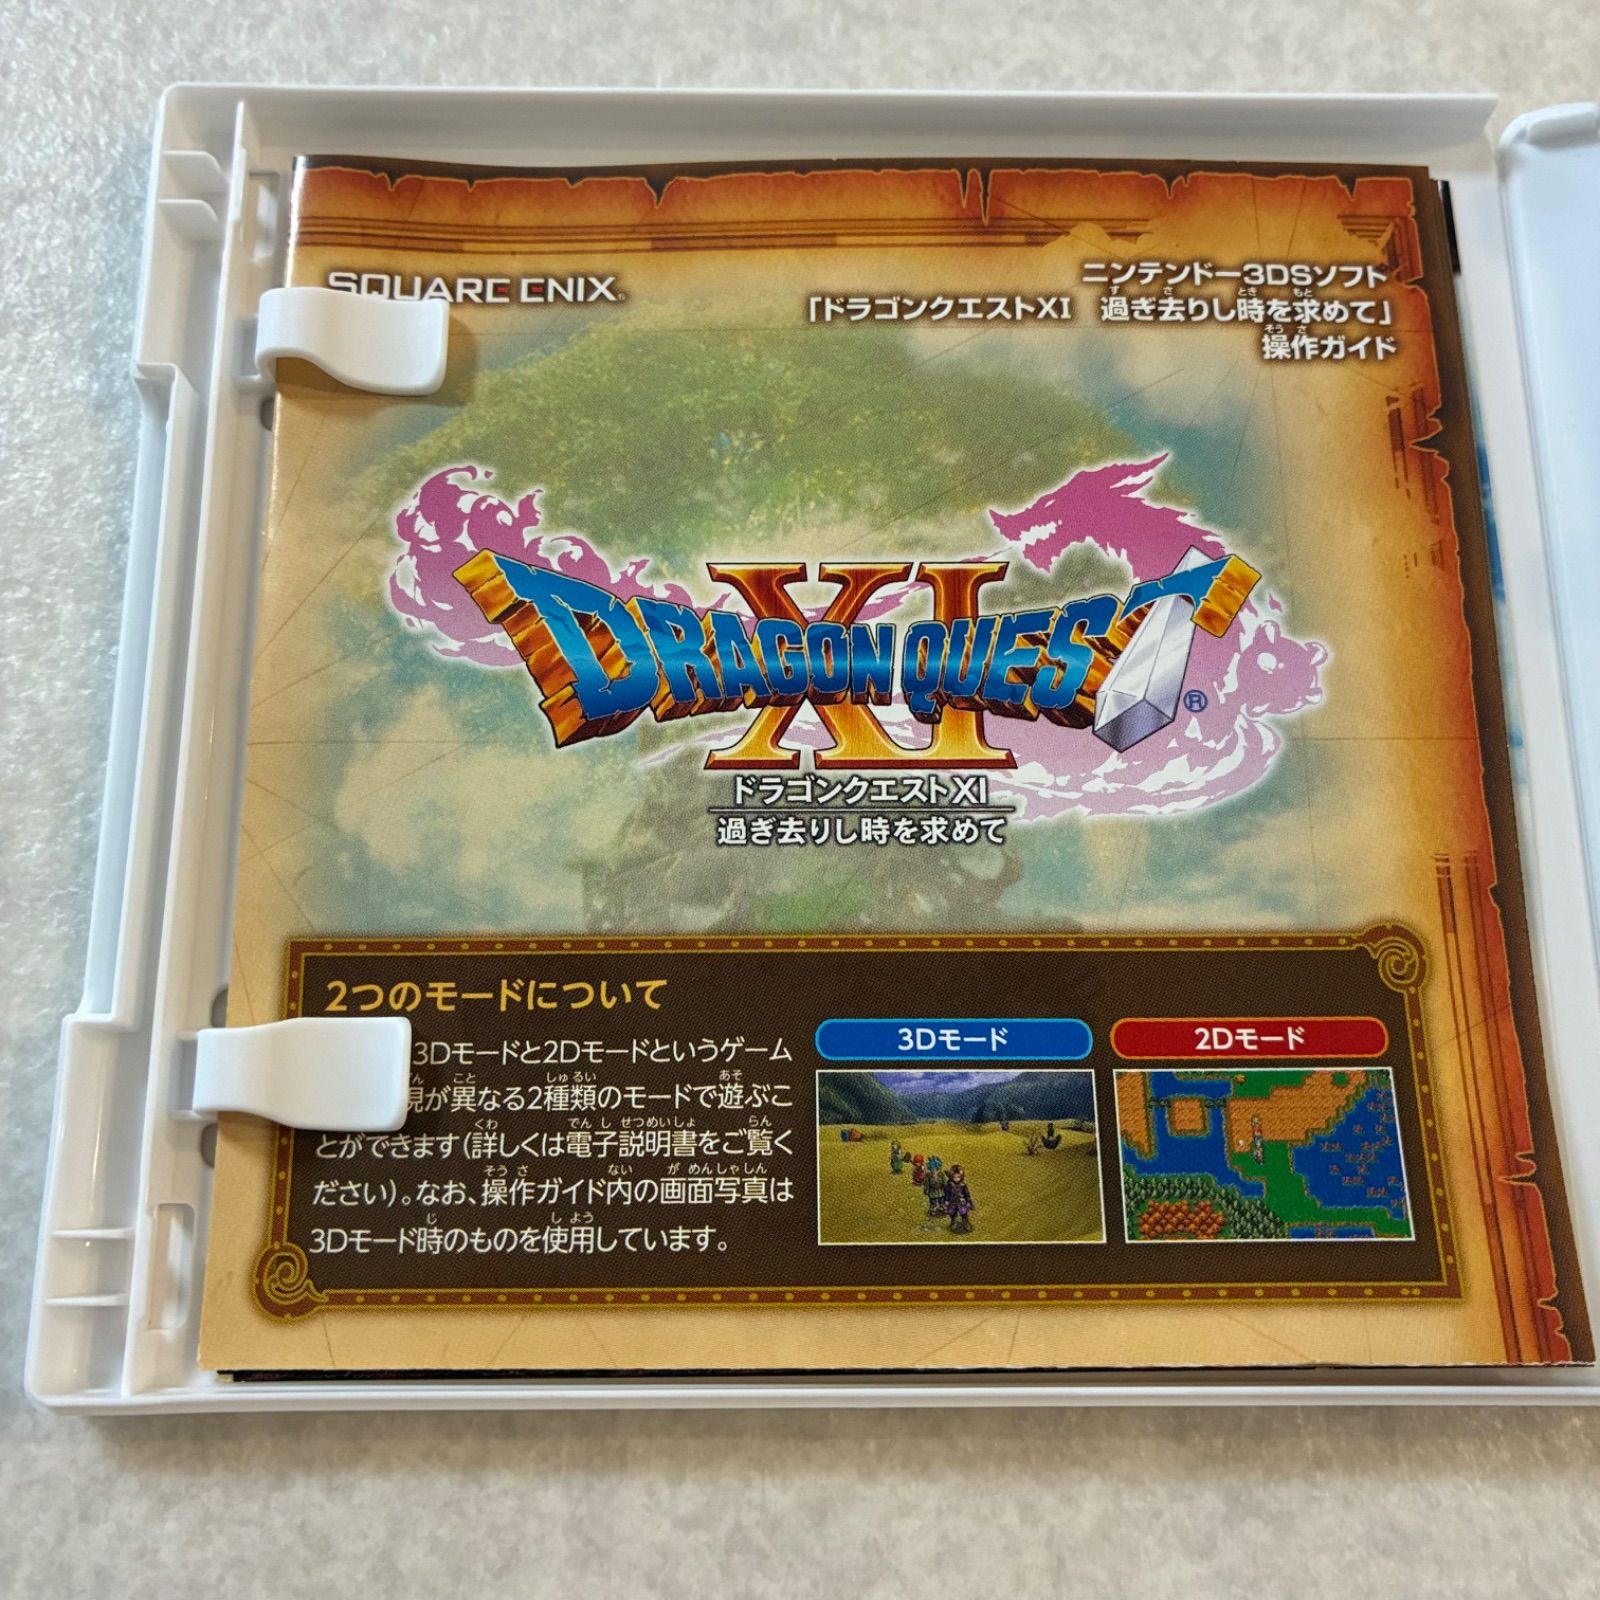 SQUARE ENIX
ニンテンドー3DSソフト
「ドラゴンクエストXI 過ぎ去りし時を求めて」
操作ガイド
DRAGON QUEST XI ®
ドラゴンクエストXI
過ぎ去りし時を求めて
2つのモードについて
3Dモードと2Dモードというゲーム
が異なる2種類のモードで遊ぶこ
とができます(詳しくは電子説明書をご覧く
ださい)。なお、操作ガイド内の画面写真は
3Dモード時のものを使用しています。
3Dモード
2Dモード